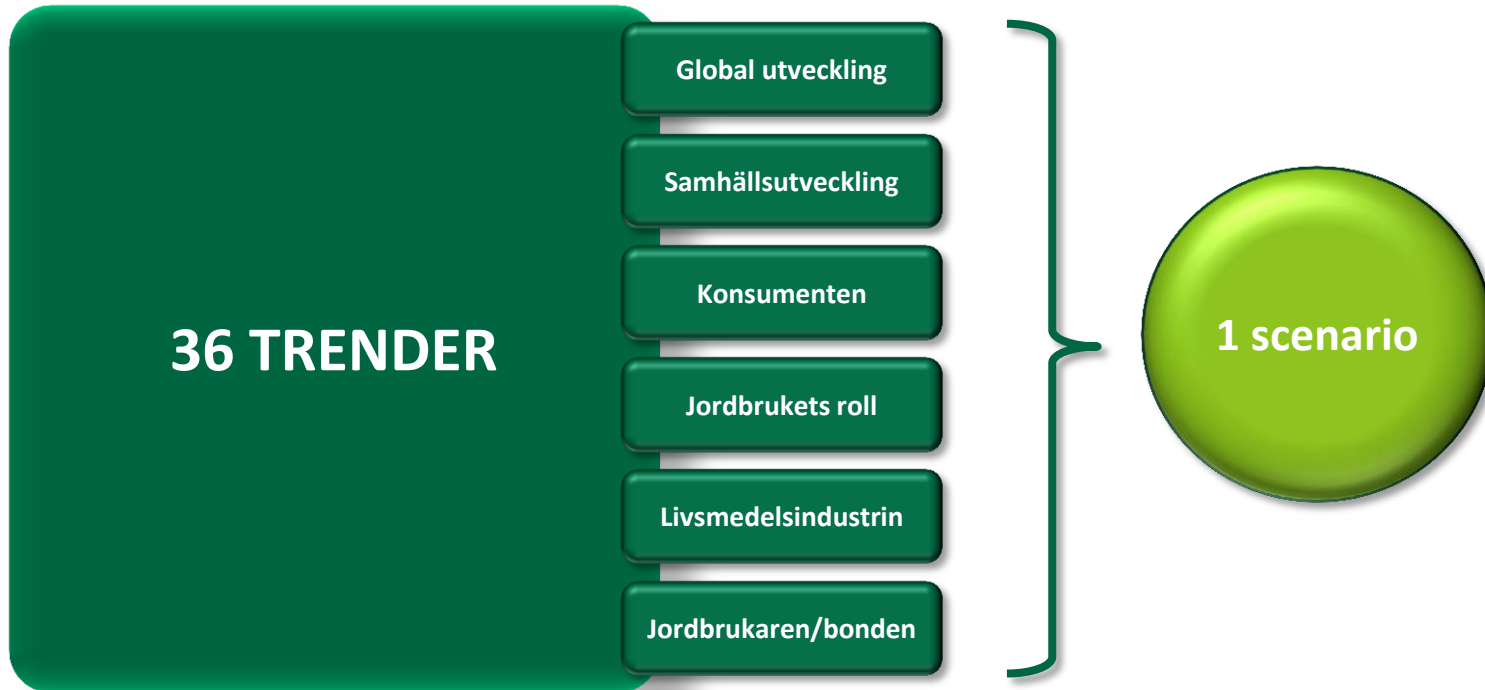 36 TRENDER
Global utveckling
Samhällsutveckling
Konsumenten
Jordbrukets roll
Livsmedelsindustrin
Jordbrukaren/bonden
1 scenario